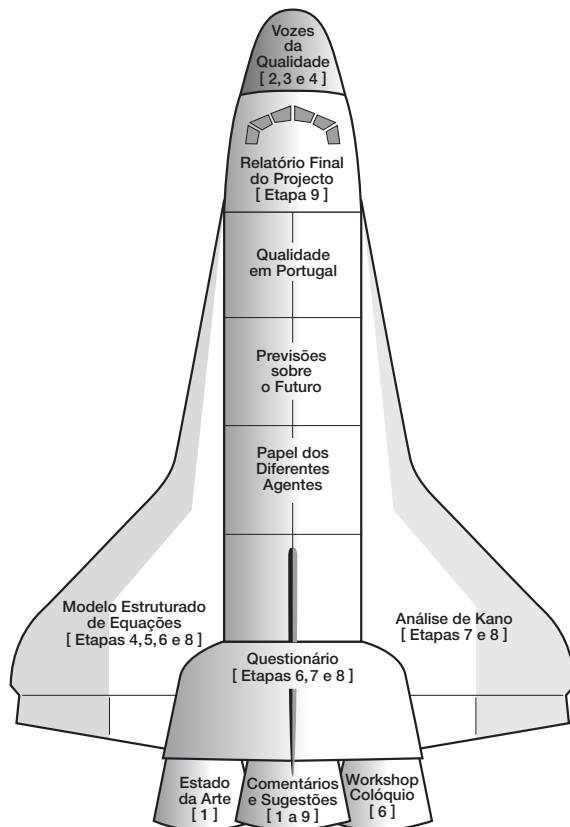 Vozes
da
Qualidade
[ 2,3 e 4 ]
Relatório Final
do Projecto
[ Etapa 9 ]
Qualidade
em Portugal
Previsões
sobre
o Futuro
Papel dos
Diferentes
Agentes
Modelo Estruturado
de Equações
[ Etapas 4,5,6 e 8 ]
Análise de Kano
[ Etapas 7 e 8 ]
Questionário
[ Etapas 6,7 e 8 ]
Estado
da Arte
[ 1 ]
Comentários
e Sugestões
[ 1 a 9 ]
Workshop
Colóquio
[ 6 ]